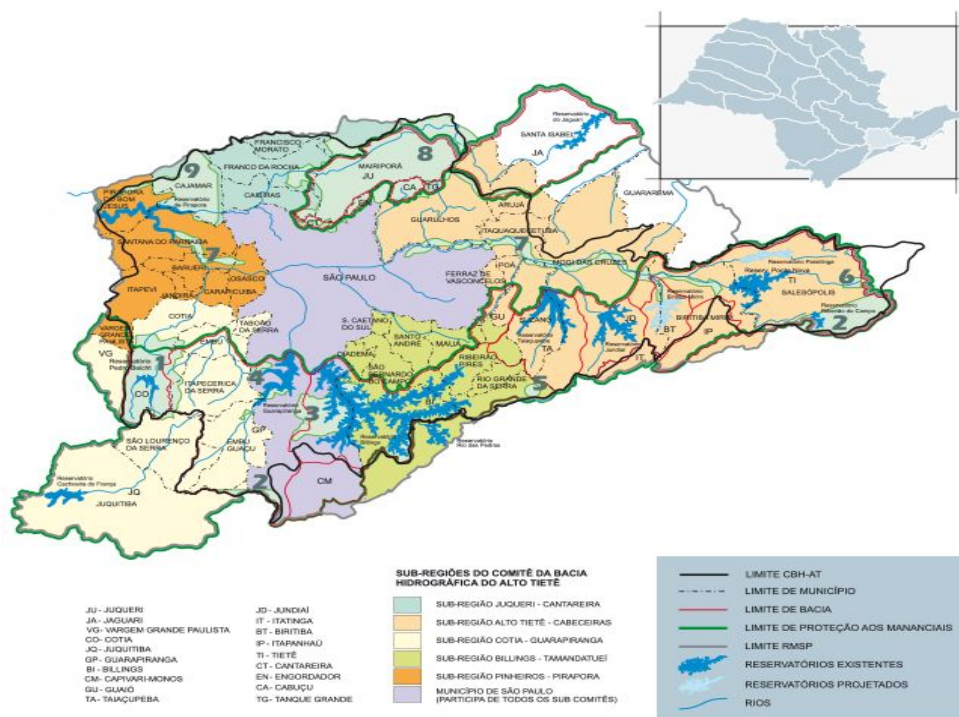 Reservatório
do Jaguari
SANTA ISABEL
JA
FRANCISCO
MORATO
FRANCO DA ROCHA
MAIRIPORÃ
8
JU
CA
TG
9
CAJAMAR
CAIEIRAS
PIRAPORA
DO BOM
JESUS
Reservatório
de Pirapora
GUARULHOS
ARUJÁ
GUARAREMA
ITAQUAQUECETUBA
7
SANTANA DO PARNAIBA
7
BARUERI
OSASCO
ITAPEVI
JANDIRA
CARAPICUIBA
SÃO PAULO
FERRAZ DE
VASCONCELOS
POÁ
MOGI DAS CRUZES
TI
6
SALESÓPOLIS
2
COTIA
TABOÃO
DA SERRA
VARGEM
GRANDE
PAULISTA
VG
EMBÚ
S. CAETANO
DO SUL
SANTO
ANDRÉ
MAUÁ
DIADEMA
GU
SUZANO
TA
JD
Reservatório
Jundiaí
BT
BIRITIBA MIRIM
IP
IT
1
CO
ITAPECERICA
DA SERRA
4
Reservatório
Guarapiranga
SÃO
BERNARDO
DO CAMPO
RIBEIRÃO
PIRES
RIO GRANDE
DA SERRA
5
3
BI
Reservatório
Billings
Reservatório
Rio das Pedras
GP
SÃO LOURENÇO
DA SERRA
EMBU
GUAÇU
2
CM
Reservatório
Cachoeira do França
JQ
JUQUITIBA
JU - JUQUERI
JA - JAGUARI
VG- VARGEM GRANDE PAULISTA
CO- COTIA
JQ- JUQUITIBA
GP - GUARAPIRANGA
BI - BILLINGS
CM- CAPIVARI-MONOS
GU - GUAIÓ
TA - TAIAÇUPEBA
JD- JUNDIAÍ
IT - ITATINGA
BT - BIRITIBA
IP - ITAPANHAÚ
TI - TIETÊ
CT - CANTAREIRA
EN - ENGORDADOR
CA- CABUÇU
TG- TANQUE GRANDE
SUB-REGIÕES DO COMITÊ DA BACIA
HIDROGRÁFICA DO ALTO TIETÊ
SUB-REGIÃO JUQUERI - CANTAREIRA
SUB-REGIÃO ALTO TIETÊ - CABECEIRAS
SUB-REGIÃO COTIA - GUARAPIRANGA
SUB-REGIÃO BILLINGS - TAMANDATUEÍ
SUB-REGIÃO PINHEIROS - PIRAPORA
MUNICÍPIO DE SÃO PAULO
(PARTICIPA DE TODOS OS SUB COMITÊS)
LIMITE CBH-AT
LIMITE DE MUNICÍPIO
LIMITE DE BACIA
LIMITE DE PROTEÇÃO AOS MANANCIAIS
LIMITE RMSP
RESERVATÓRIOS EXISTENTES
RESERVATÓRIOS PROJETADOS
RIOS